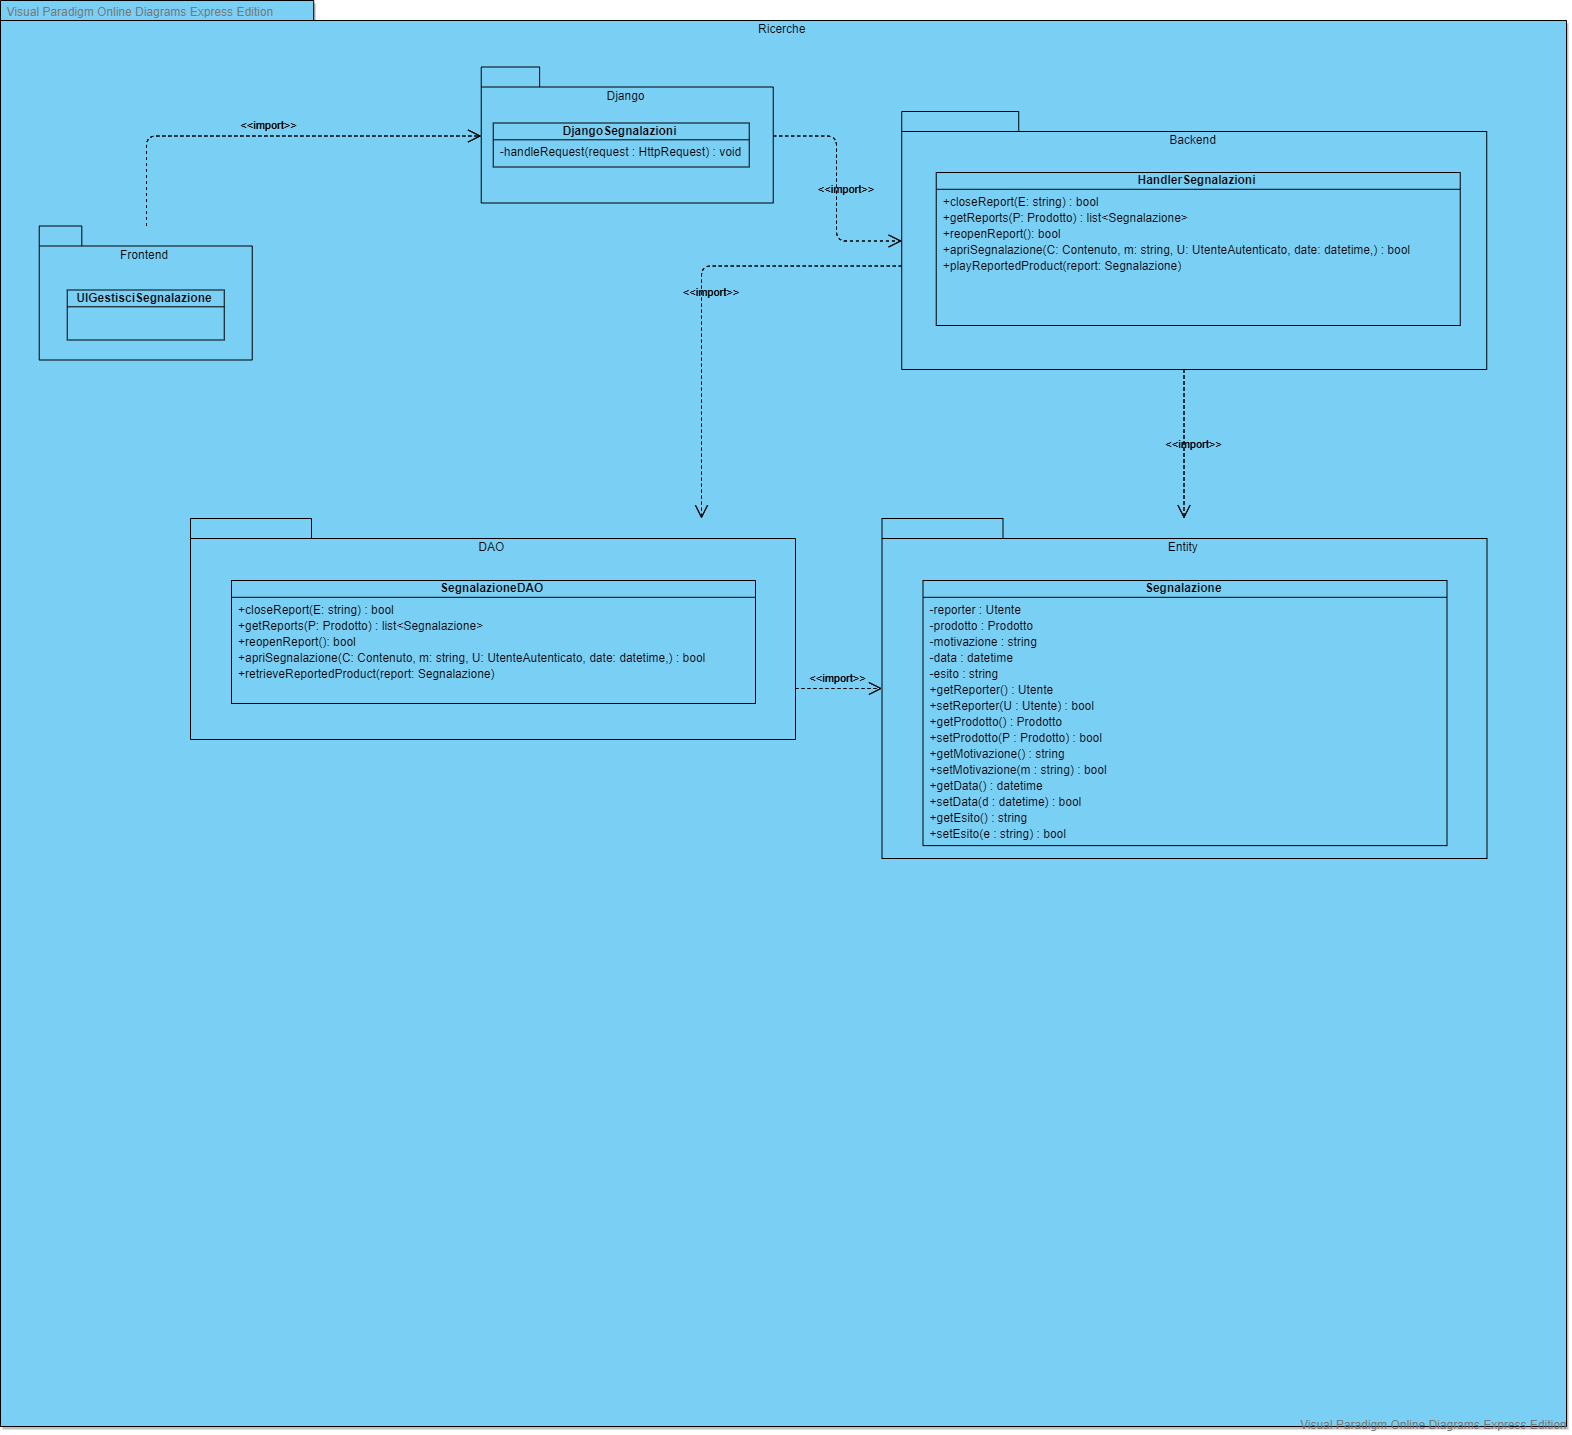 Visual Paradigm Online Diagrams Express Edition
Ricerche
Django
DjangoSegnalazioni
-handleRequest(request : HttpRequest) : void
<<import>>
<<import>>
Backend
HandlerSegnalazioni
+closeReport(E: string) : bool
+getReports(P: Prodotto) : list<Segnalazione>
+reopenReport(): bool
+apriSegnalazione(C: Contenuto, m: string, U: UtenteAutenticato, date: datetime,) : bool
+playReportedProduct(report: Segnalazione)
Frontend
UIGestisciSegnalazione
<<import>>
<<import>>
DAO
SegnalazioneDAO
+closeReport(E: string) : bool
+getReports(P: Prodotto) : list<Segnalazione>
+reopenReport(): bool
+apriSegnalazione(C: Contenuto, m: string, U: UtenteAutenticato, date: datetime,) : bool
+retrieveReportedProduct(report: Segnalazione)
<<import>>
Entity
Segnalazione
-reporter : Utente
-prodotto : Prodotto
-motivazione : string
-data : datetime
-esito : string
+getReporter() : Utente
+setReporter(U : Utente) : bool
+getProdotto() : Prodotto
+setProdotto(P : Prodotto) : bool
+getMotivazione() : string
+setMotivazione(m : string) : bool
+getData() : datetime
+setData(d : datetime) : bool
+getEsito() : string
+setEsito(e : string) : bool
Visual Paradigm Online Diagrams Express Edition